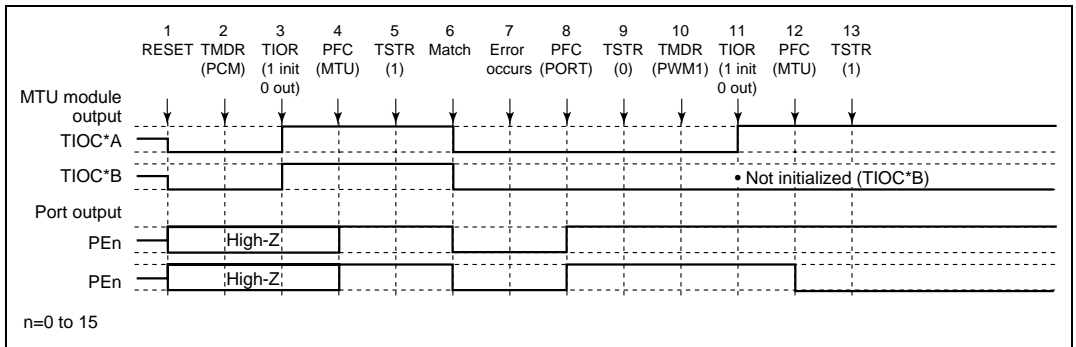 1 2 3 4 5 6 7 8 9 10 11 12 13
RESET TMDR TIOR PFC TSTR Match Error PFC TSTR TMDR TIOR PFC TSTR
(PCM) (1 init (MTU) (1) occurs (PORT) (0) (PWM1) (1 init (MTU) (1)
0 out) 0 out)
MTU module
output
TIOC*A
TIOC*B
• Not initialized (TIOC*B)
Port output
PEn
High-Z
PEn
High-Z
n=0 to 15